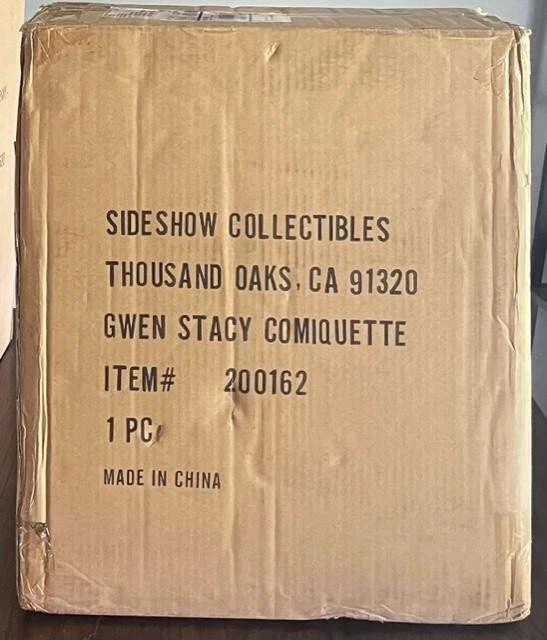 SIDESHOW COLLECTIBLES
THOUSAND OAKS, CA 91320
GWEN STACY COMIQUETTE
ITEM# 200162
1 PC
MADE IN CHINA